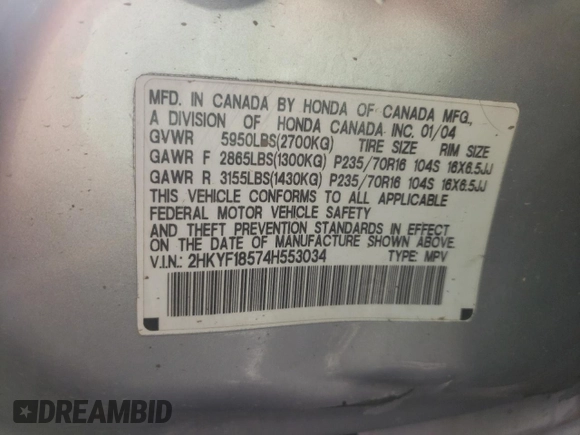 MFD. IN CANADA BY HONDA OF CANADA MFG.,
A DIVISION OF HONDA CANADA INC. 01/04
GVWR 5950LBS(2700KG) TIRE SIZE RIM SIZE
GAWR F 2865LBS(1300KG) P235/70R16 104S 16X6.5JJ
GAWR R 3155LBS(1430KG) P235/70R16 104S 16X6.5JJ
THIS VEHICLE CONFORMS TO ALL APPLICABLE
FEDERAL MOTOR VEHICLE SAFETY
AND THEFT PREVENTION STANDARDS IN EFFECT
ON THE DATE OF MANUFACTURE SHOWN ABOVE.
V.I.N.: 2HKYF18574H553034 TYPE: MPV
DREAMBID